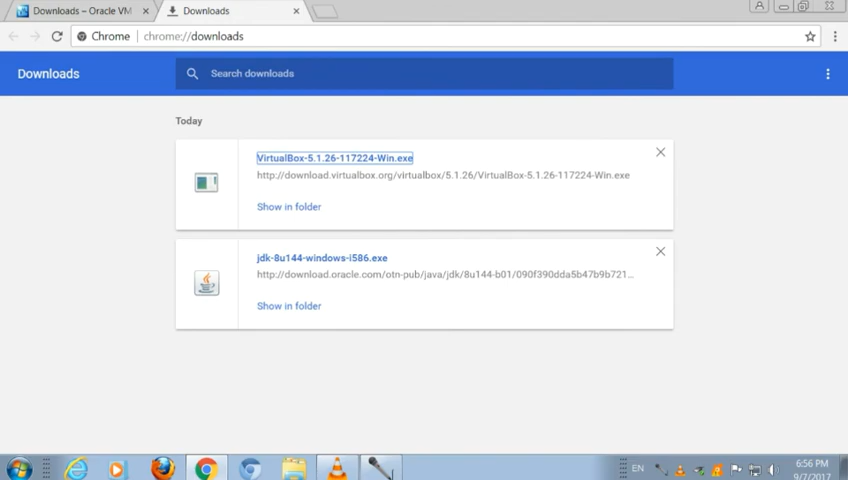 Downloads – Oracle VM
Downloads
Chrome
chrome://downloads
Downloads
Search downloads
Today
VirtualBox-5.1.26-117224-Win.exe
http://download.virtualbox.org/virtualbox/5.1.26/VirtualBox-5.1.26-117224-Win.exe
Show in folder
jdk-8u144-windows-i586.exe
http://download.oracle.com/otn-pub/java/jdk/8u144-b01/090f390dda5b47b9b721…
Show in folder
EN
6:56 PM
9/7/2017